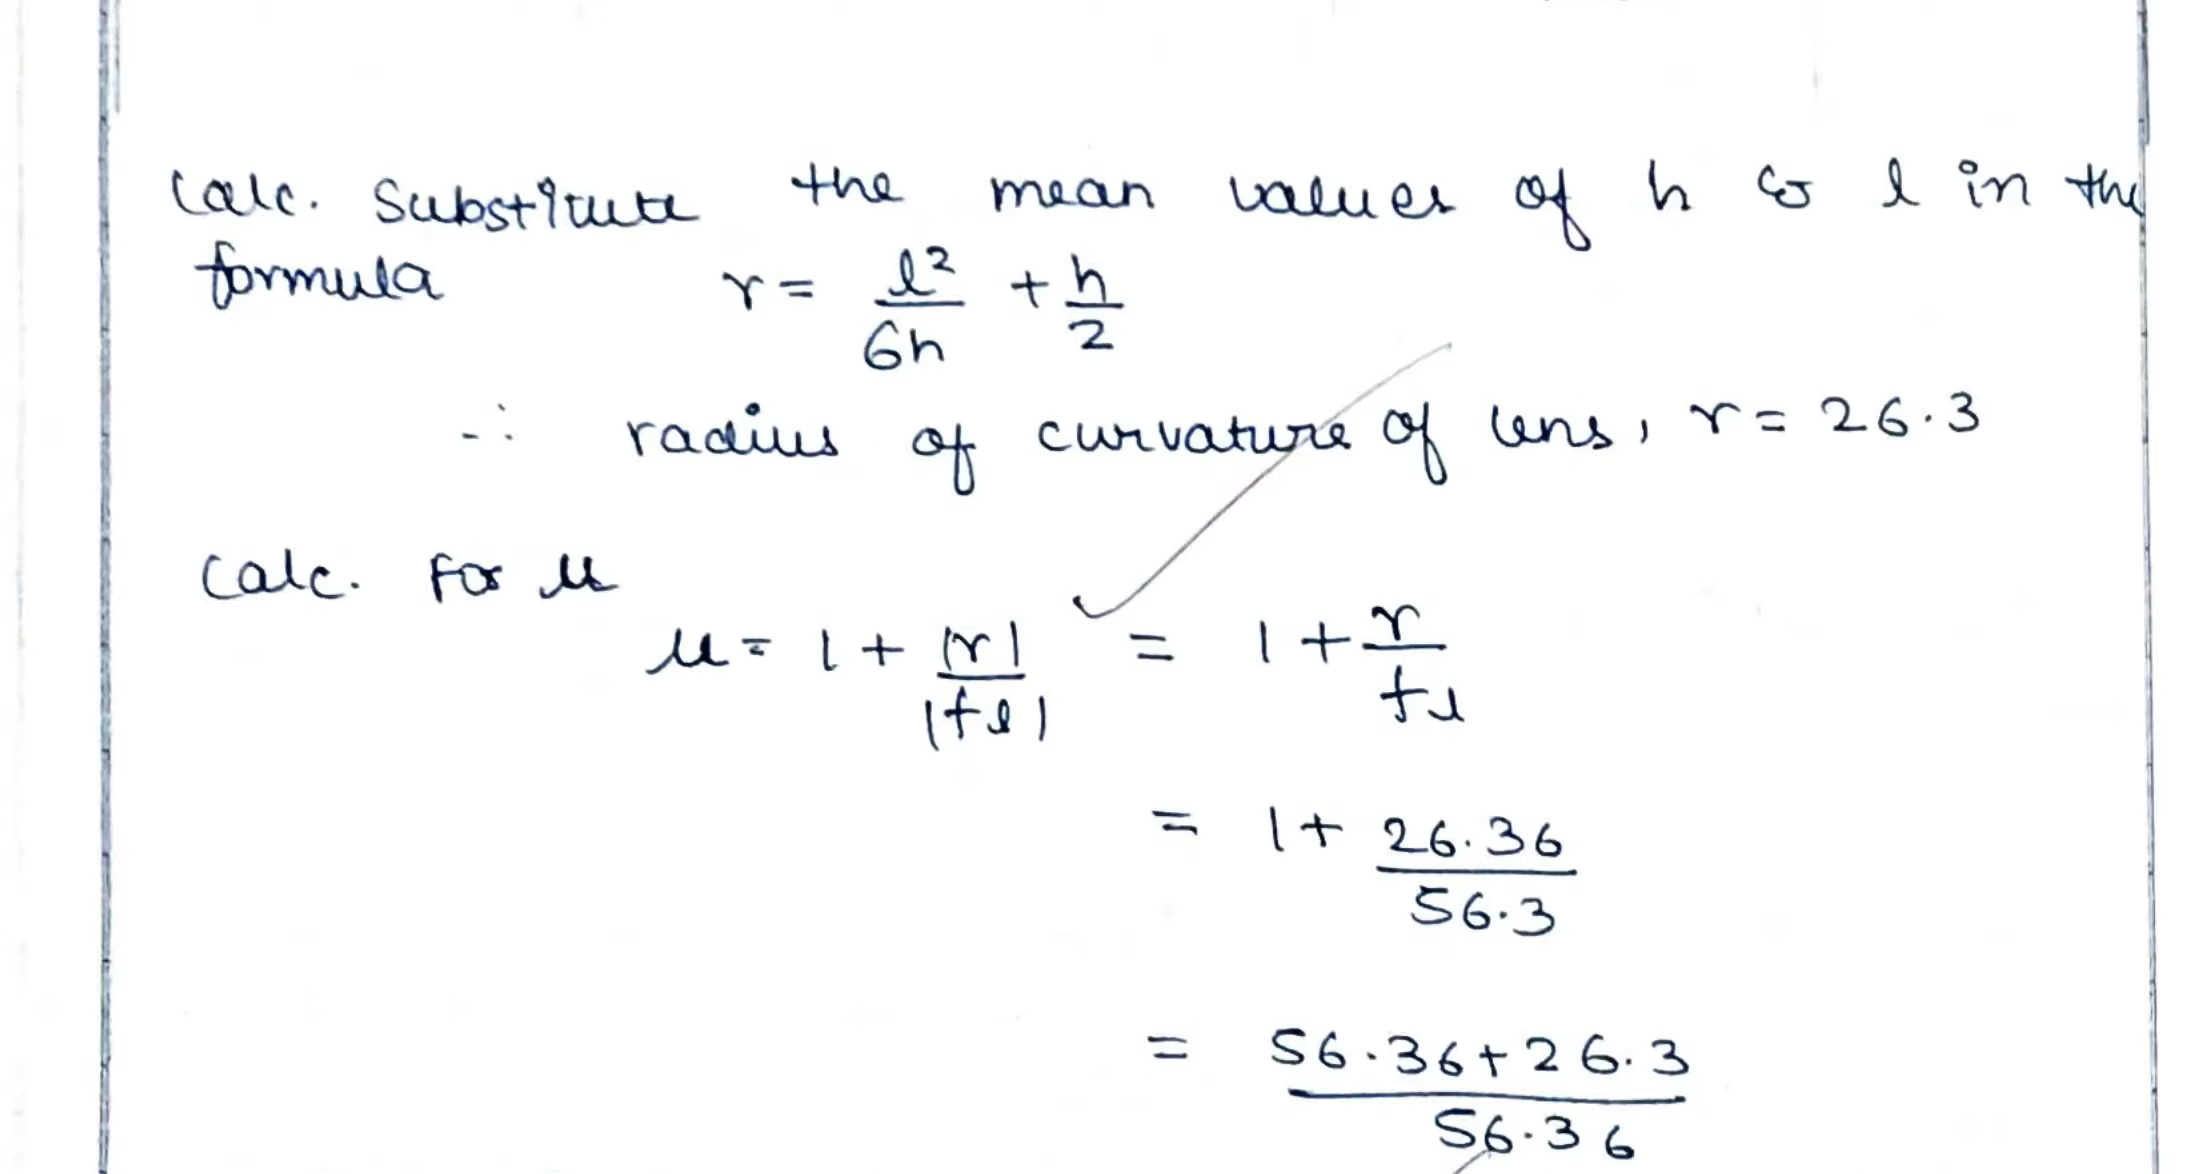 Calc. Substitute the mean values of h & l in the
formula r = l²/6h + h/2
∴ radius of curvature of lens, r = 26.3
Calc. For μ
μ = 1 + |r|/|fl| = 1 + r/fl
= 1 + 26.36/56.3
= 56.36 + 26.3/56.36